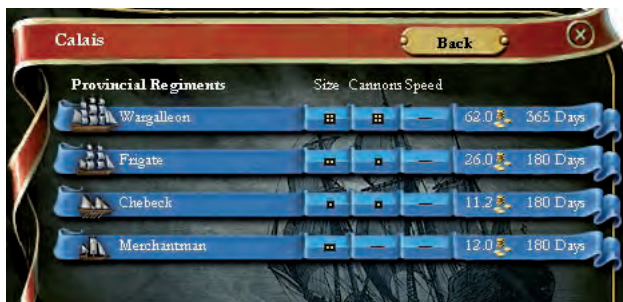 Calais Back
Provincial Regiments Size Cannons Speed
Wargalleon 62.0 365 Days
Frigate 26.0 180 Days
Chebeck 11.2 180 Days
Merchantman 12.0 180 Days